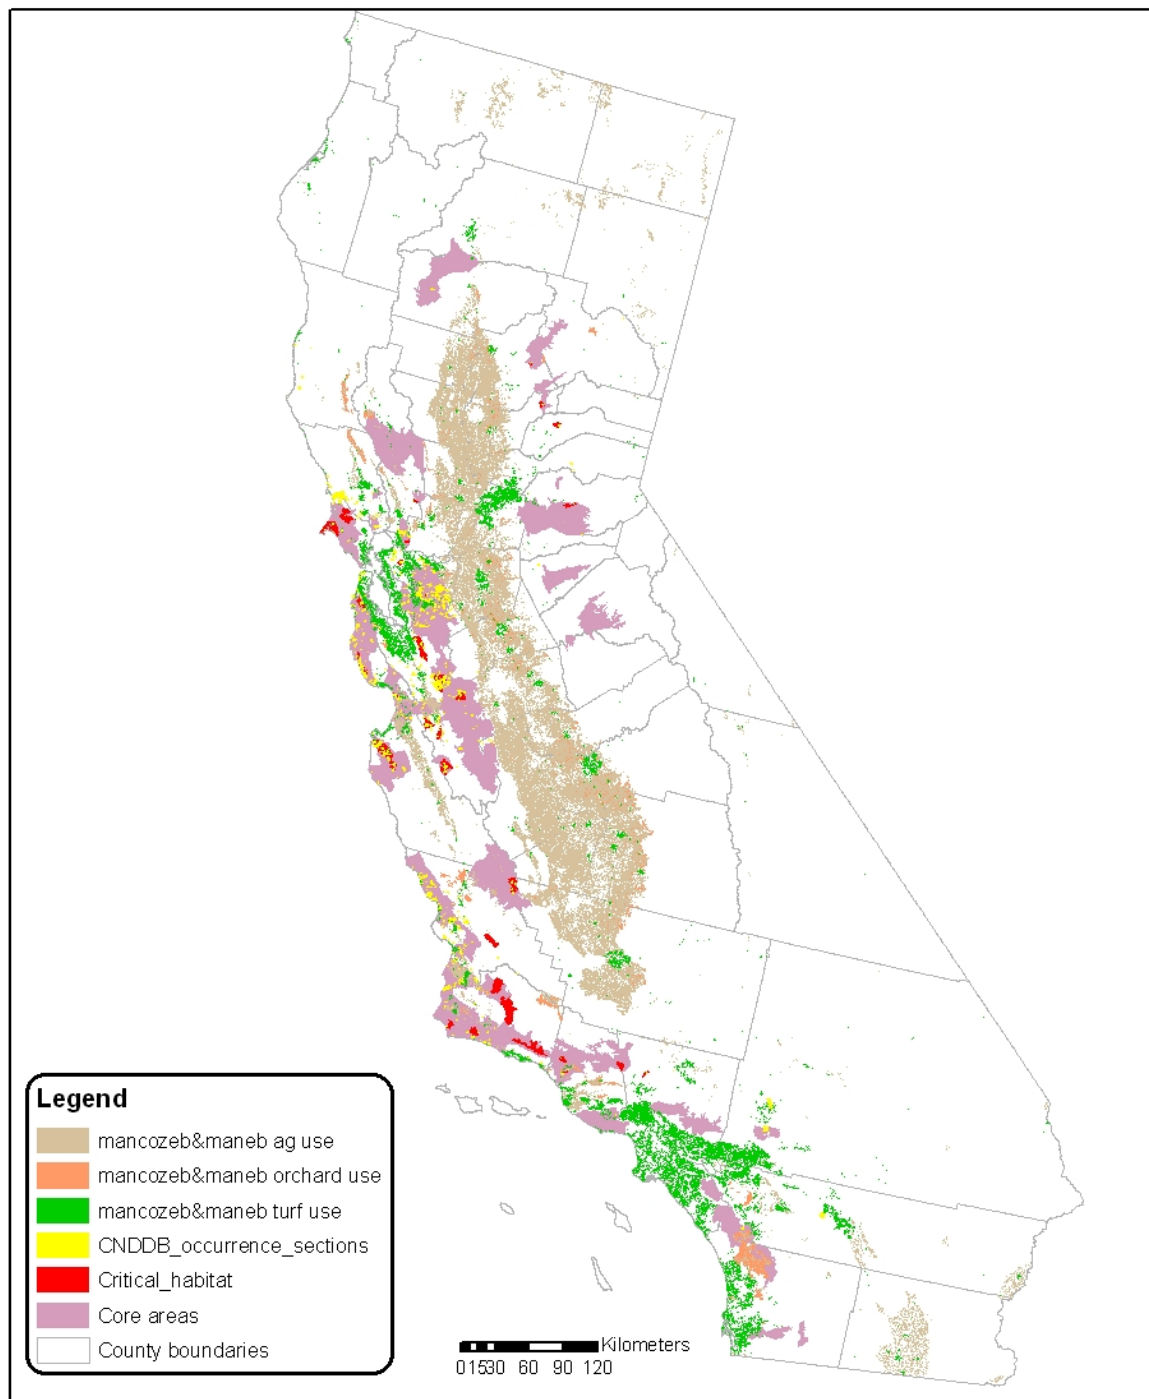 Legend
mancozeb&maneb ag use
mancozeb&maneb orchard use
mancozeb&maneb turf use
CNDDB_occurrence_sections
Critical_habitat
Core areas
County boundaries
Kilometers
0 15 30 60 90 120